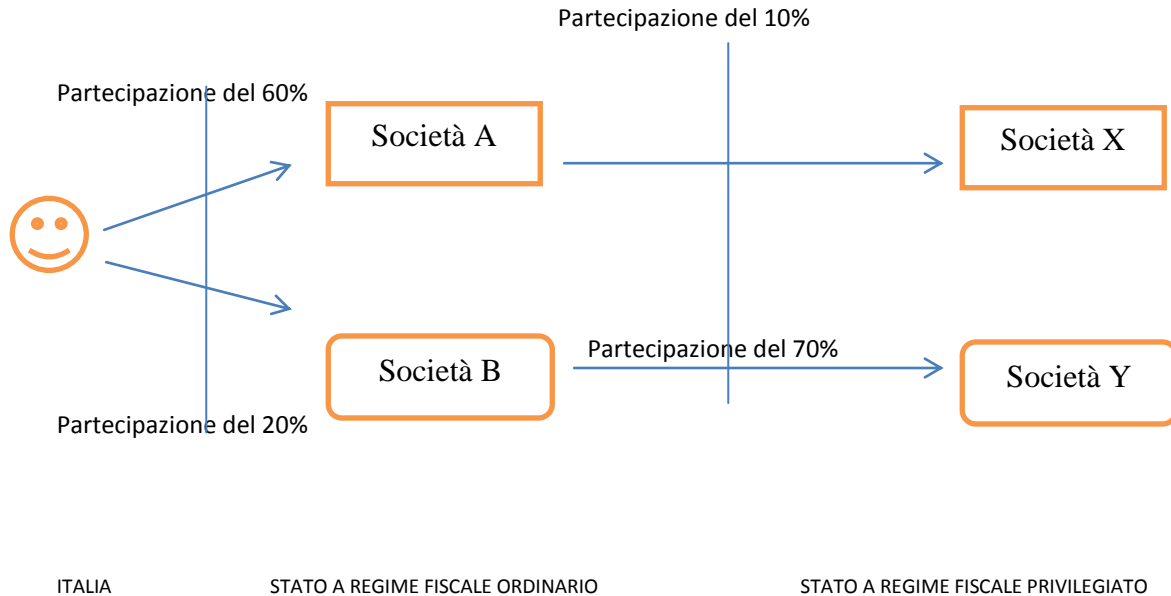 Partecipazione del 10%
Partecipazione del 60%
Società A
Società X
Partecipazione del 70%
Società B
Società Y
Partecipazione del 20%
ITALIA
STATO A REGIME FISCALE ORDINARIO
STATO A REGIME FISCALE PRIVILEGIATO